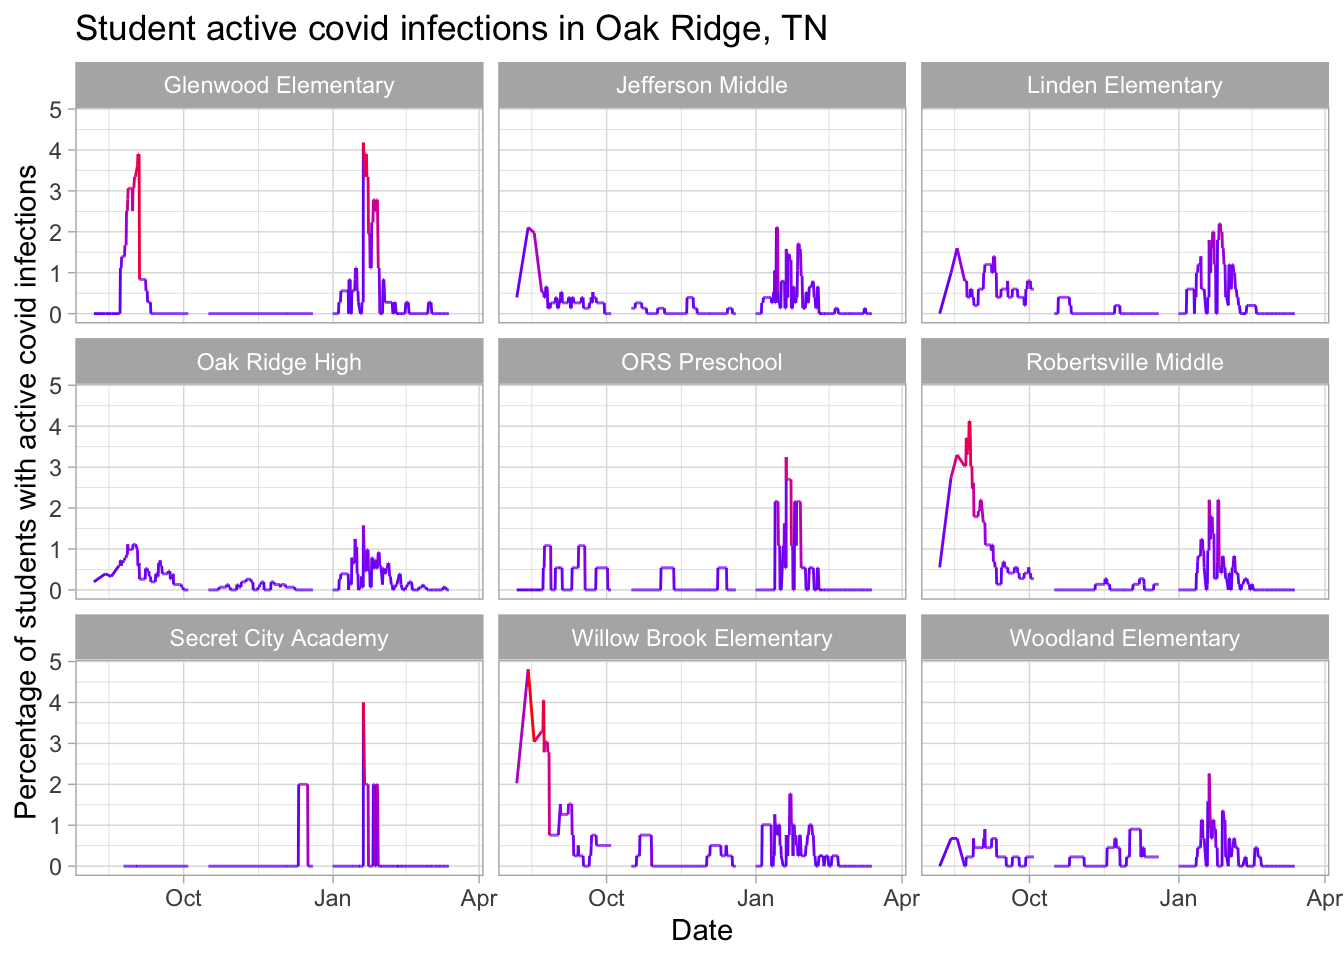 Student active covid infections in Oak Ridge, TN
Glenwood Elementary
Jefferson Middle
Linden Elementary
Percentage of students with active covid infections
5
4
3
2
1
0
Oak Ridge High
ORS Preschool
Robertsville Middle
5
4
3
2
1
0
Secret City Academy
Willow Brook Elementary
Woodland Elementary
5
4
3
2
1
0
Oct Jan Apr Oct Jan Apr Oct Jan Apr
Date